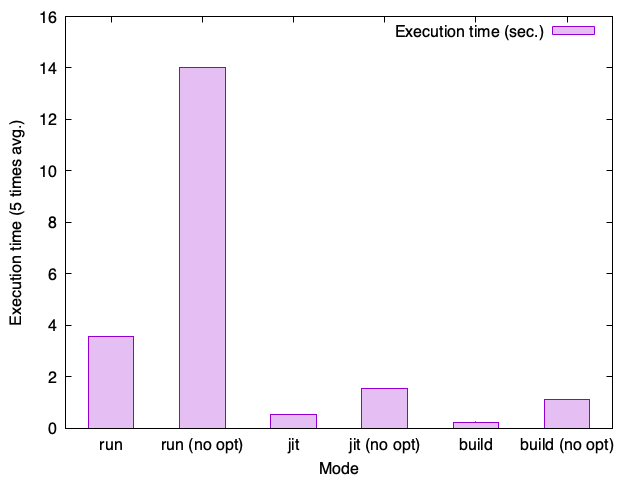 Execution time (sec.)
Execution time (5 times avg.)
16
14
12
10
8
6
4
2
0
run
run (no opt)
jit
jit (no opt)
build
build (no opt)
Mode